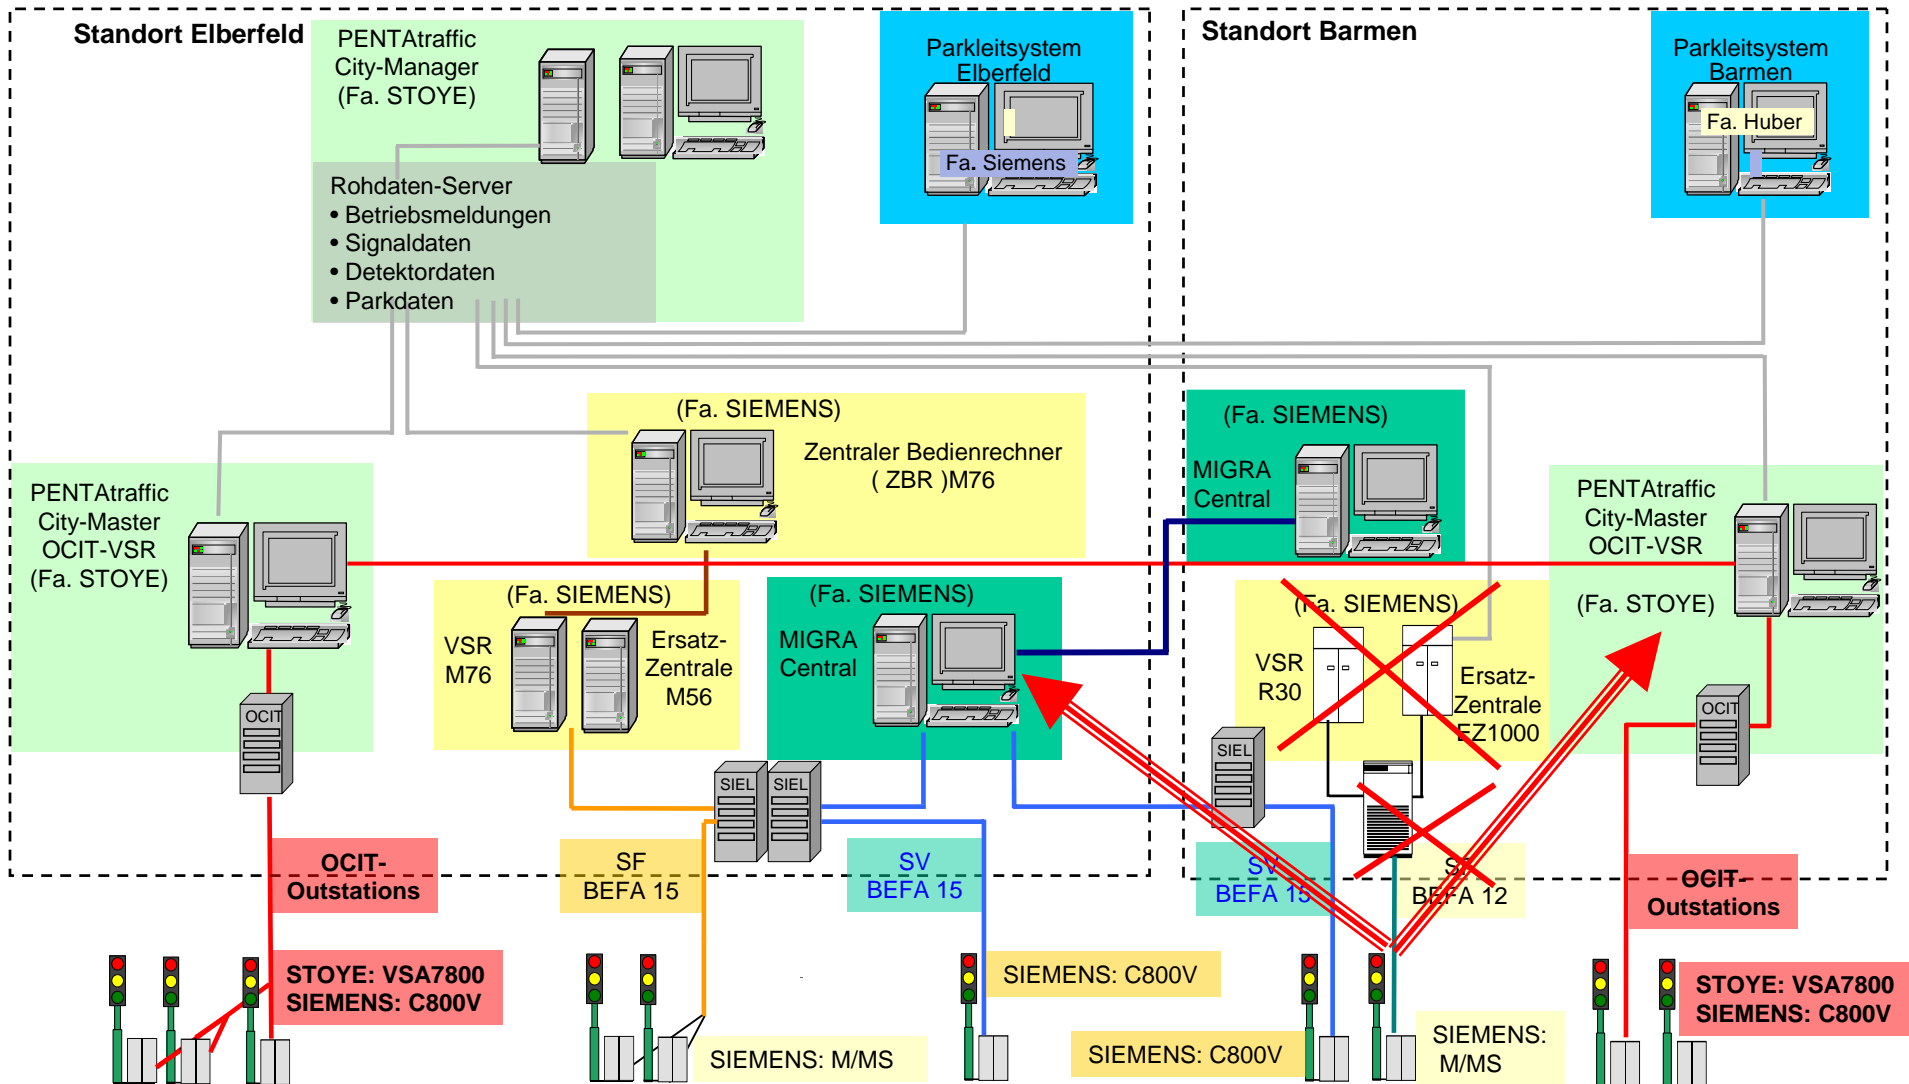 Standort Elberfeld
PENTAtraffic
City-Manager
(Fa. STOYE)
Rohdaten-Server
• Betriebsmeldungen
• Signaldaten
• Detektordaten
• Parkdaten
Parkleitsystem
Elberfeld
Fa. Siemens
Standort Barmen
Parkleitsystem
Barmen
Fa. Huber
(Fa. SIEMENS)
Zentraler Bedienrechner
( ZBR )M76
PENTAtraffic
City-Master
OCIT-VSR
(Fa. STOYE)
(Fa. SIEMENS)
VSR
M76
Ersatz-
Zentrale
M56
(Fa. SIEMENS)
MIGRA
Central
(Fa. SIEMENS)
MIGRA
Central
(Fa. SIEMENS)
VSR
R30
Ersatz-
Zentrale
EZ1000
PENTAtraffic
City-Master
OCIT-VSR
(Fa. STOYE)
OCIT
SIEL
SIEL
SIEL
OCIT
OCIT-
Outstations
SF
BEFA 15
SV
BEFA 15
SV
BEFA 15
SF
BEFA 12
OCIT-
Outstations
STOYE: VSA7800
SIEMENS: C800V
SIEMENS: M/MS
SIEMENS: C800V
SIEMENS: C800V
SIEMENS:
M/MS
STOYE: VSA7800
SIEMENS: C800V